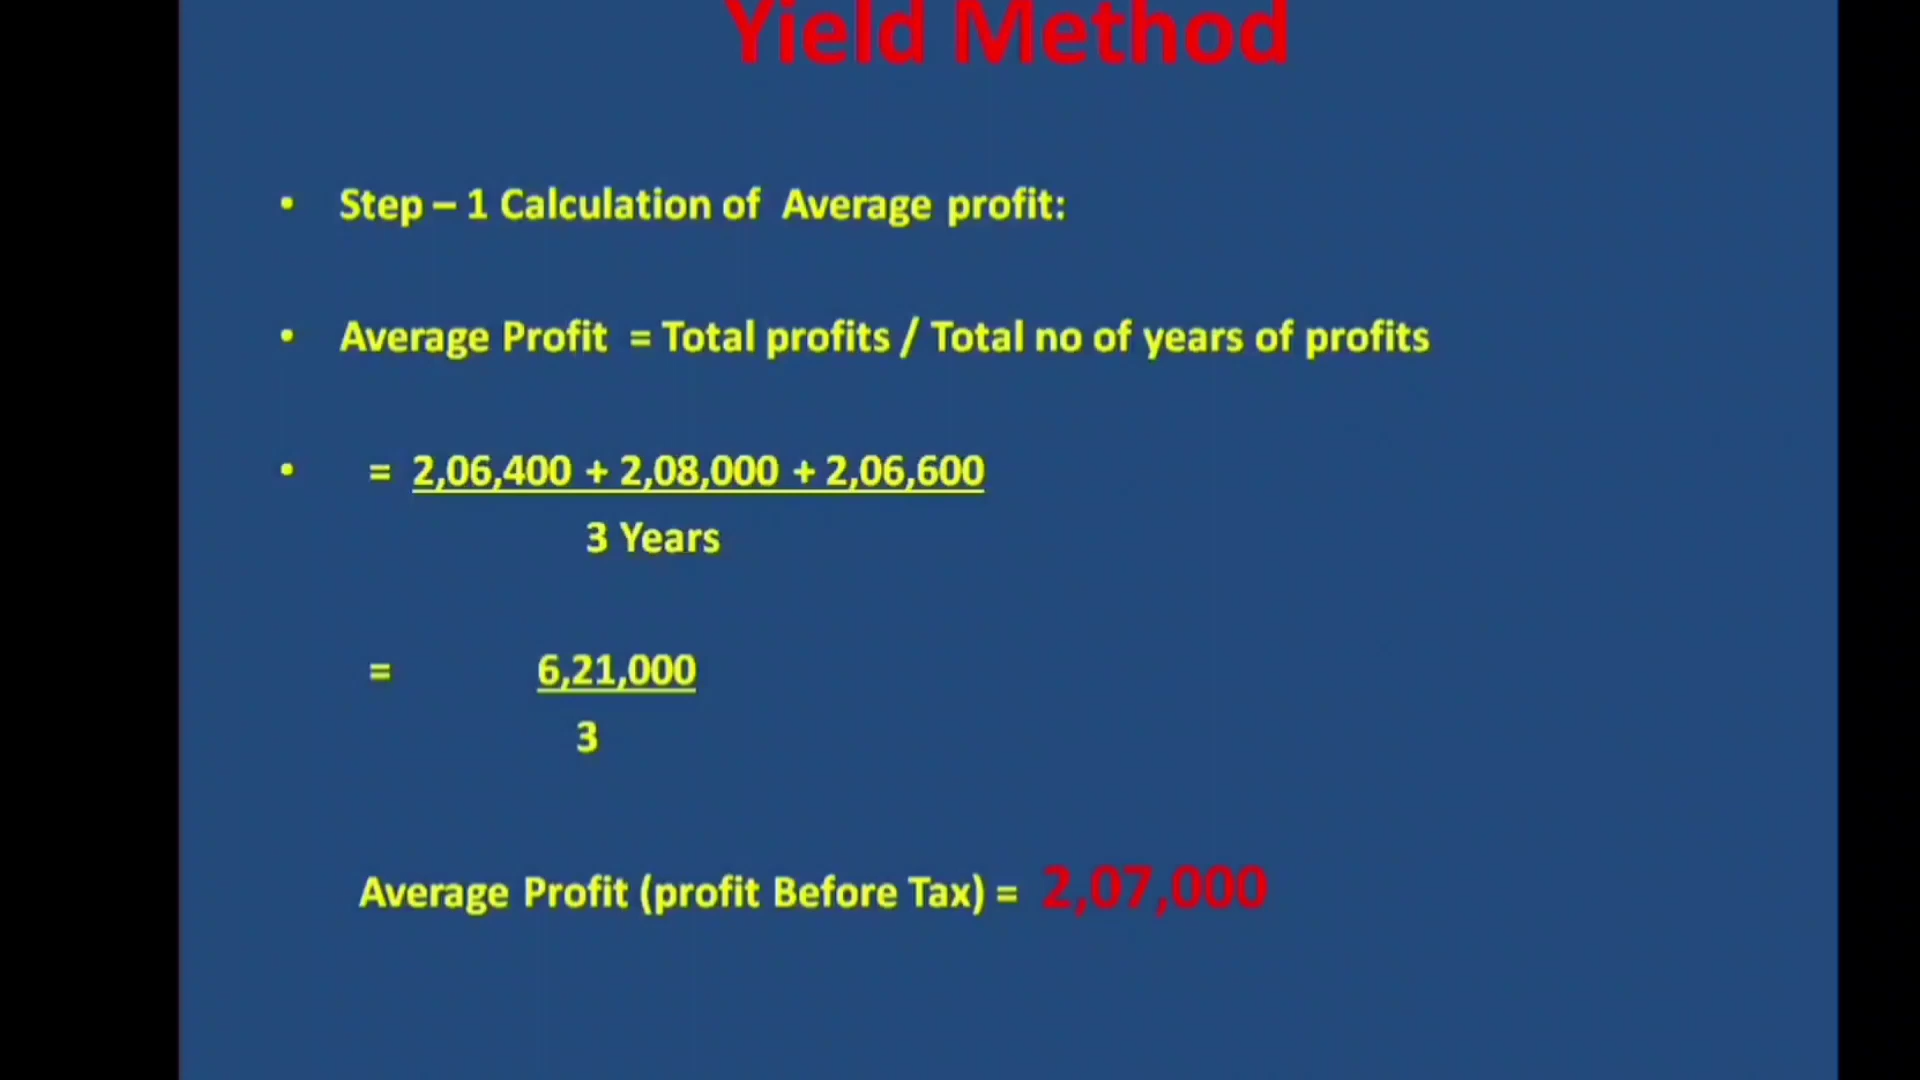 Yield Method
• Step – 1 Calculation of Average profit:
• Average Profit = Total profits / Total no of years of profits
• = 2,06,400 + 2,08,000 + 2,06,600
3 Years
= 6,21,000
3
Average Profit (profit Before Tax) = 2,07,000